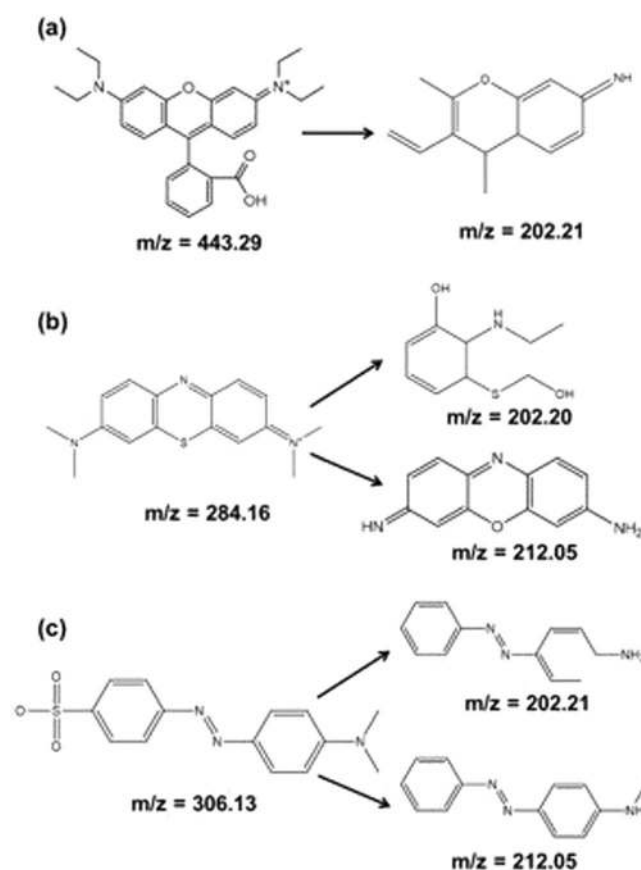 (a)
N
O
N⁺
O
OH
m/z = 443.29
O
NH
m/z = 202.21
(b)
N
N
S
N⁺
m/z = 284.16
OH
H
N
S
OH
m/z = 202.20
N
HN
O
NH₂
m/z = 212.05
(c)
O
O
S
O
N
N
N
m/z = 306.13
N
N
NH₂
m/z = 202.21
N
N
NH
m/z = 212.05